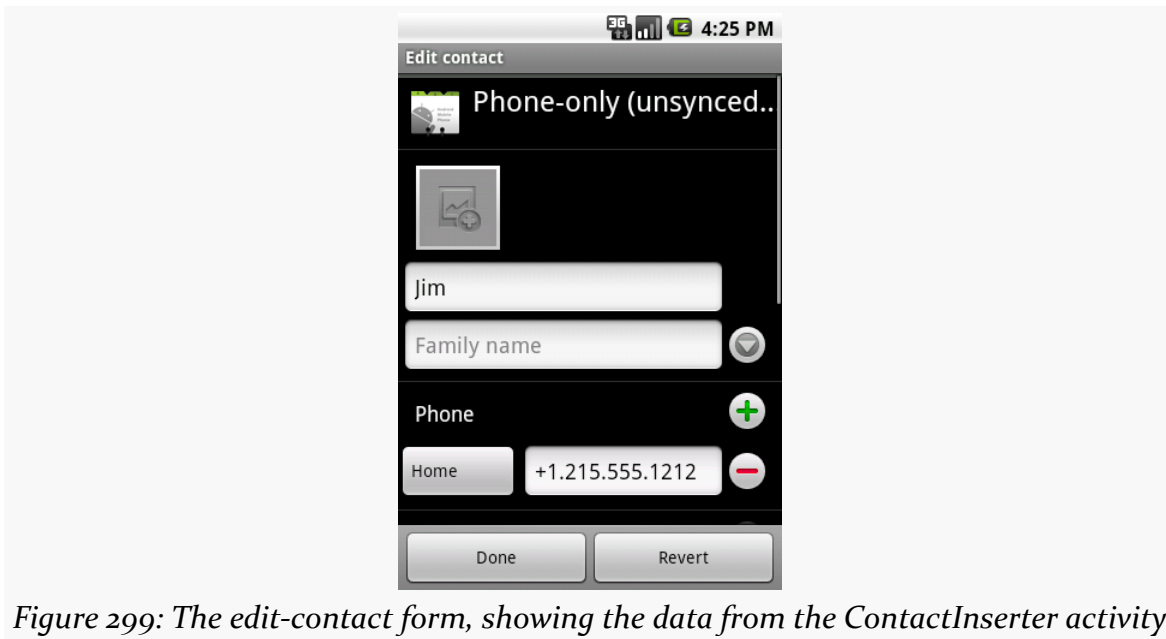 3G 4:25 PM
Edit contact
Phone-only (unsynced..
Jim
Family name
Phone
Home +1.215.555.1212
Done Revert
Figure 299: The edit-contact form, showing the data from the ContactInserter activity